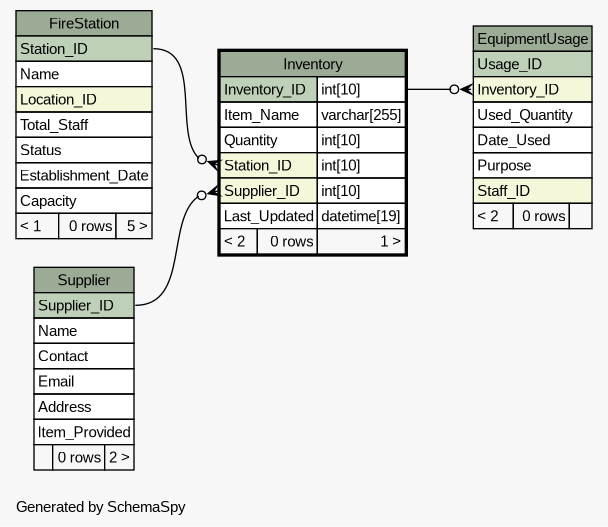 FireStation
Station_ID
Name
Location_ID
Total_Staff
Status
Establishment_Date
Capacity
< 1 0 rows 5 >
Inventory
Inventory_ID int[10]
Item_Name varchar[255]
Quantity int[10]
Station_ID int[10]
Supplier_ID int[10]
Last_Updated datetime[19]
< 2 0 rows 1 >
EquipmentUsage
Usage_ID
Inventory_ID
Used_Quantity
Date_Used
Purpose
Staff_ID
< 2 0 rows
Supplier
Supplier_ID
Name
Contact
Email
Address
Item_Provided
0 rows 2 >
Generated by SchemaSpy